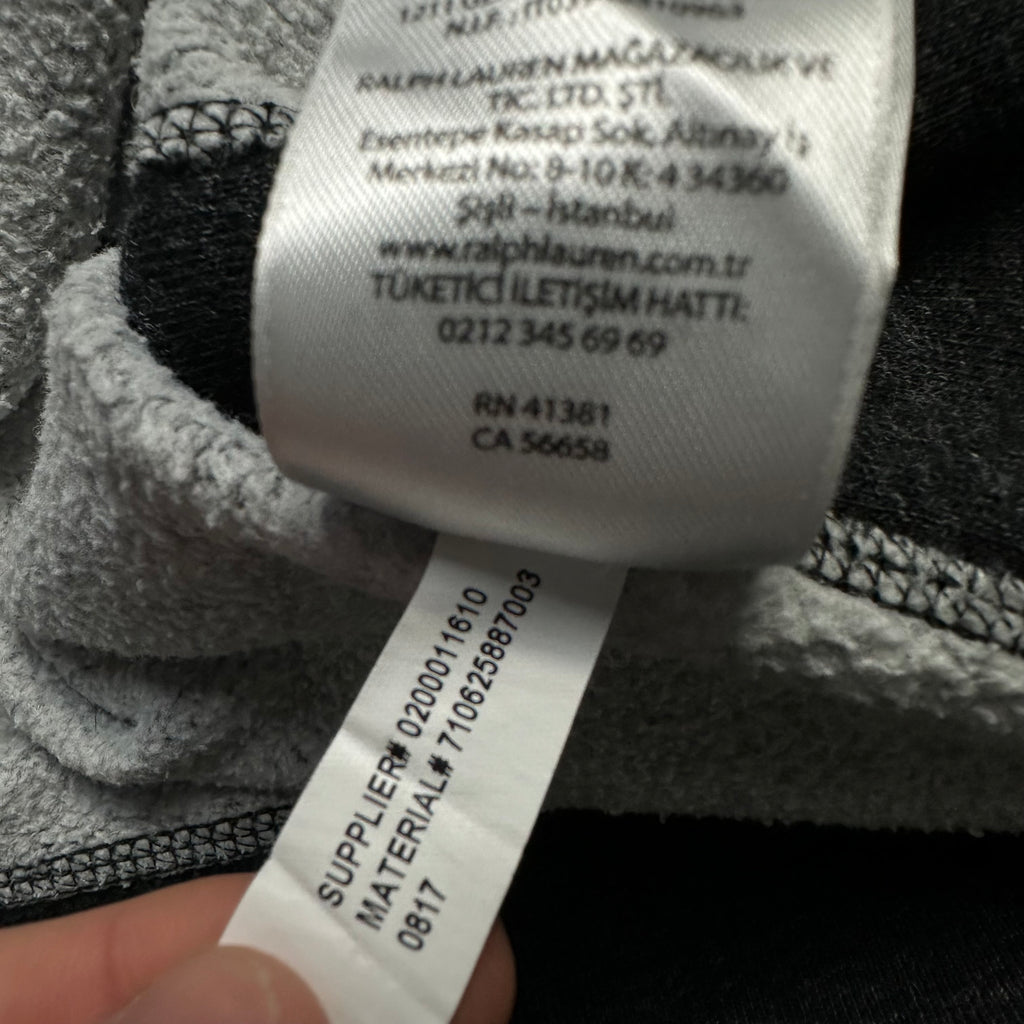 RALPH LAUREN MAĞAZACILIK VE
TİC. LTD. ŞTİ.
Esentepe Kasap Sok. Altınay İş
Merkezi No: 8-10 K: 4 34360
Şişli – İstanbul
www.ralphlauren.com.tr
TÜKETİCİ İLETİŞİM HATTI:
0212 345 69 69
RN 41381
CA 56658
SUPPLIER# 0200011610
MATERIAL# 710625887003
0817